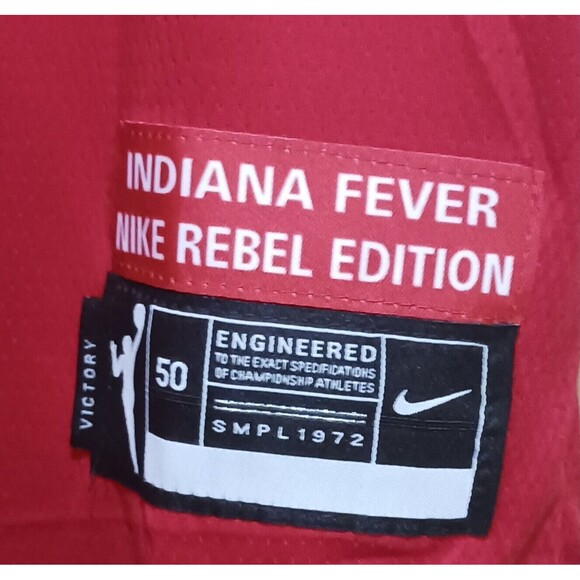 INDIANA FEVER
NIKE REBEL EDITION
VICTORY
50
ENGINEERED
TO THE EXACT SPECIFICATIONS
OF CHAMPIONSHIP ATHLETES
SMPL1972